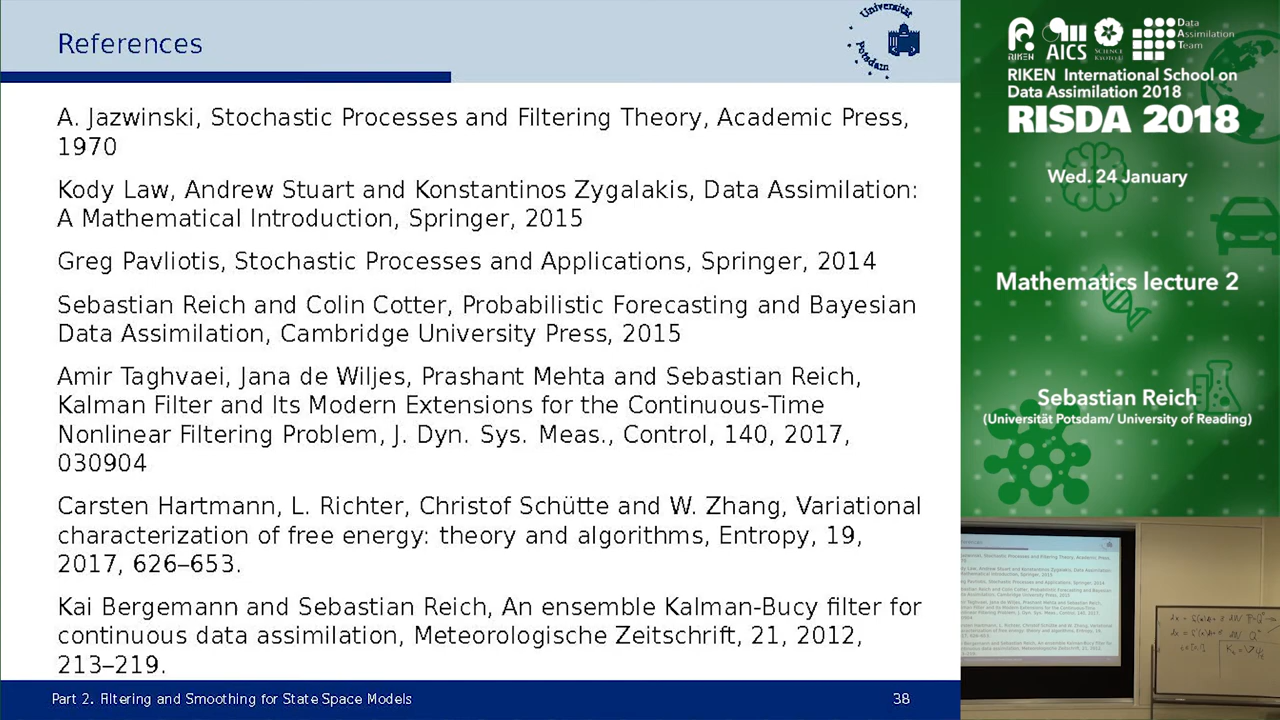 References
Universität
Potsdam
A. Jazwinski, Stochastic Processes and Filtering Theory, Academic Press,
1970
Kody Law, Andrew Stuart and Konstantinos Zygalakis, Data Assimilation:
A Mathematical Introduction, Springer, 2015
Greg Pavliotis, Stochastic Processes and Applications, Springer, 2014
Sebastian Reich and Colin Cotter, Probabilistic Forecasting and Bayesian
Data Assimilation, Cambridge University Press, 2015
Amir Taghvaei, Jana de Wiljes, Prashant Mehta and Sebastian Reich,
Kalman Filter and Its Modern Extensions for the Continuous-Time
Nonlinear Filtering Problem, J. Dyn. Sys. Meas., Control, 140, 2017,
030904
Carsten Hartmann, L. Richter, Christof Schütte and W. Zhang, Variational
characterization of free energy: theory and algorithms, Entropy, 19,
2017, 626–653.
Kai Bergemann and Sebastian Reich, An ensemble Kalman-Bucy filter for
continuous data assimilation, Meteorologische Zeitschrift, 21, 2012,
213–219.
Part 2. Filtering and Smoothing for State Space Models 38
RIKEN AICS SCIENCE KYOTO U
Data
Assimilation
Team
RIKEN International School on
Data Assimilation 2018
RISDA 2018
Wed. 24 January
Mathematics lecture 2
Sebastian Reich
(Universität Potsdam/ University of Reading)